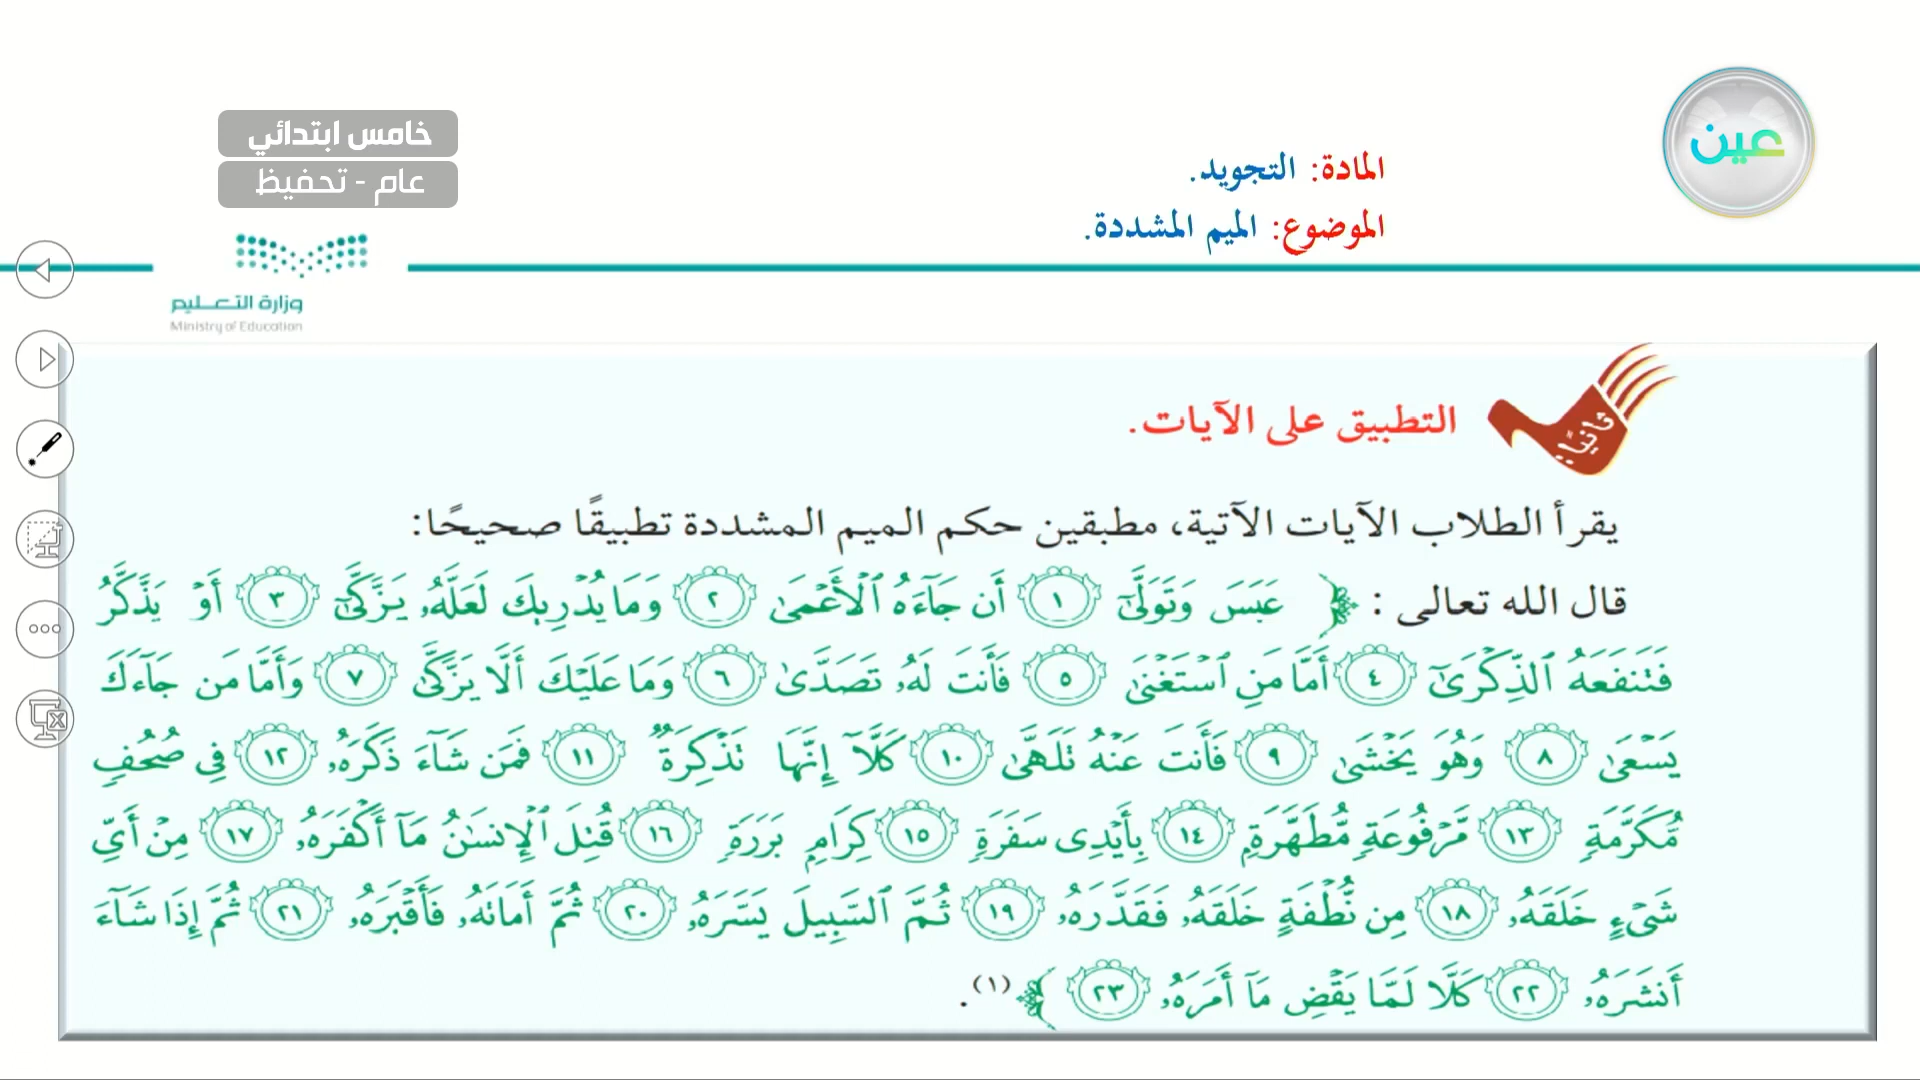 عين
خامس ابتدائي
عام - تحفيظ
المادة: التجويد.
الموضوع: الميم المشددة.
وزارة التعليم
Ministry of Education
ثانيًا:
التطبيق على الآيات.
يقرأ الطلاب الآيات الآتية، مطبقين حكم الميم المشددة تطبيقًا صحيحًا:
قال الله تعالى : ﴿ عَبَسَ وَتَوَلَّىٰٓ ١ أَن جَآءَهُ ٱلۡأَعۡمَىٰ ٢ وَمَا يُدۡرِيكَ لَعَلَّهُۥ يَزَّكَّىٰٓ ٣ أَوۡ يَذَّكَّرُ
فَتَنفَعَهُ ٱلذِّكۡرَىٰٓ ٤ أَمَّا مَنِ ٱسۡتَغۡنَىٰ ٥ فَأَنتَ لَهُۥ تَصَدَّىٰ ٦ وَمَا عَلَيۡكَ أَلَّا يَزَّكَّىٰ ٧ وَأَمَّا مَن جَآءَكَ
يَسۡعَىٰ ٨ وَهُوَ يَخۡشَىٰ ٩ فَأَنتَ عَنۡهُ تَلَهَّىٰ ١٠ كَلَّآ إِنَّهَا تَذۡكِرَةٞ ١١ فَمَن شَآءَ ذَكَرَهُۥ ١٢ فِي صُحُفٖ
مُّكَرَّمَةٖ ١٣ مَّرۡفُوعَةٖ مُّطَهَّرَةِۭ ١٤ بِأَيۡدِي سَفَرَةٖ ١٥ كِرَامِۭ بَرَرَةٖ ١٦ قُتِلَ ٱلۡإِنسَٰنُ مَآ أَكۡفَرَهُۥ ١٧ مِنۡ أَيِّ
شَيۡءٍ خَلَقَهُۥ ١٨ مِن نُّطۡفَةٍ خَلَقَهُۥ فَقَدَّرَهُۥ ١٩ ثُمَّ ٱلسَّبِيلَ يَسَّرَهُۥ ٢٠ ثُمَّ أَمَاتَهُۥ فَأَقۡبَرَهُۥ ٢١ ثُمَّ إِذَا شَآءَ
أَنشَرَهُۥ ٢٢ كَلَّا لَمَّا يَقۡضِ مَآ أَمَرَهُۥ ٢٣ ﴾ (١).